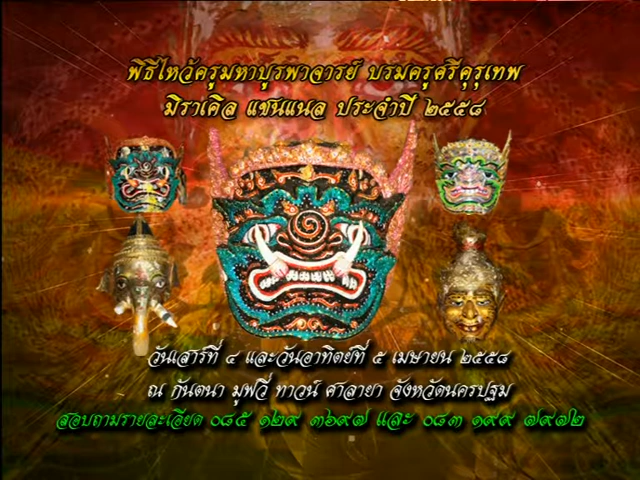 พิธีไหว้ครูมหาบูรพาจารย์ บรมครูศรีคุรุเทพ
มิราเคิล แชนแนล ประจำปี ๒๕๕๘
วันเสาร์ที่ ๔ และวันอาทิตย์ที่ ๕ เมษายน ๒๕๕๘
ณ กันตนา มูฟวี่ ทาวน์ ศาลายา จังหวัดนครปฐม
สอบถามรายละเอียด ๐๘๕ ๑๒๙ ๓๖๙๗ และ ๐๘๓ ๑๙๙ ๗๙๗๒